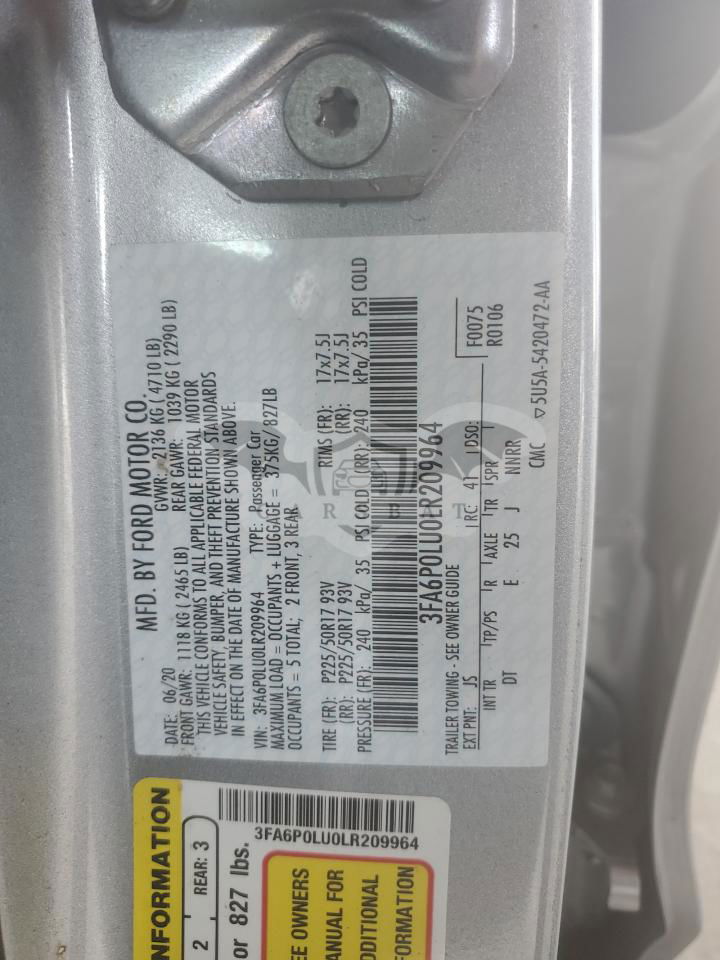 MFD. BY FORD MOTOR CO.
DATE: 06/20 GVWR: 2136 KG ( 4710 LB)
FRONT GAWR: 1118 KG ( 2465 LB) REAR GAWR: 1039 KG ( 2290 LB)
THIS VEHICLE CONFORMS TO ALL APPLICABLE FEDERAL MOTOR
VEHICLE SAFETY, BUMPER, AND THEFT PREVENTION STANDARDS
IN EFFECT ON THE DATE OF MANUFACTURE SHOWN ABOVE.
VIN: 3FA6P0LU0LR209964 TYPE: Passenger Car
MAXIMUM LOAD = OCCUPANTS + LUGGAGE = 375KG/ 827LB
OCCUPANTS = 5 TOTAL; 2 FRONT, 3 REAR
TIRE (FR): P225/50R17 93V RIMS (FR): 17x7.5J
(RR): P225/50R17 93V (RR): 17x7.5J
PRESSURE (FR): 240 kPa/ 35 PSI COLD (RR): 240 kPa/ 35 PSI COLD
3FA6P0LU0LR209964
TRAILER TOWING - SEE OWNER GUIDE
EXT PNT: JS RC: 41 DSO: F0075
INT TR TP/PS R AXLE TR SPR R0106
DT E 25 J NNRR
CMC ▽5U5A-5420472-AA
CAR BAT
NFORMATION
2 REAR: 3
or 827 lbs.
3FA6P0LU0LR209964
EE OWNERS
ANUAL FOR
DDITIONAL
FORMATION